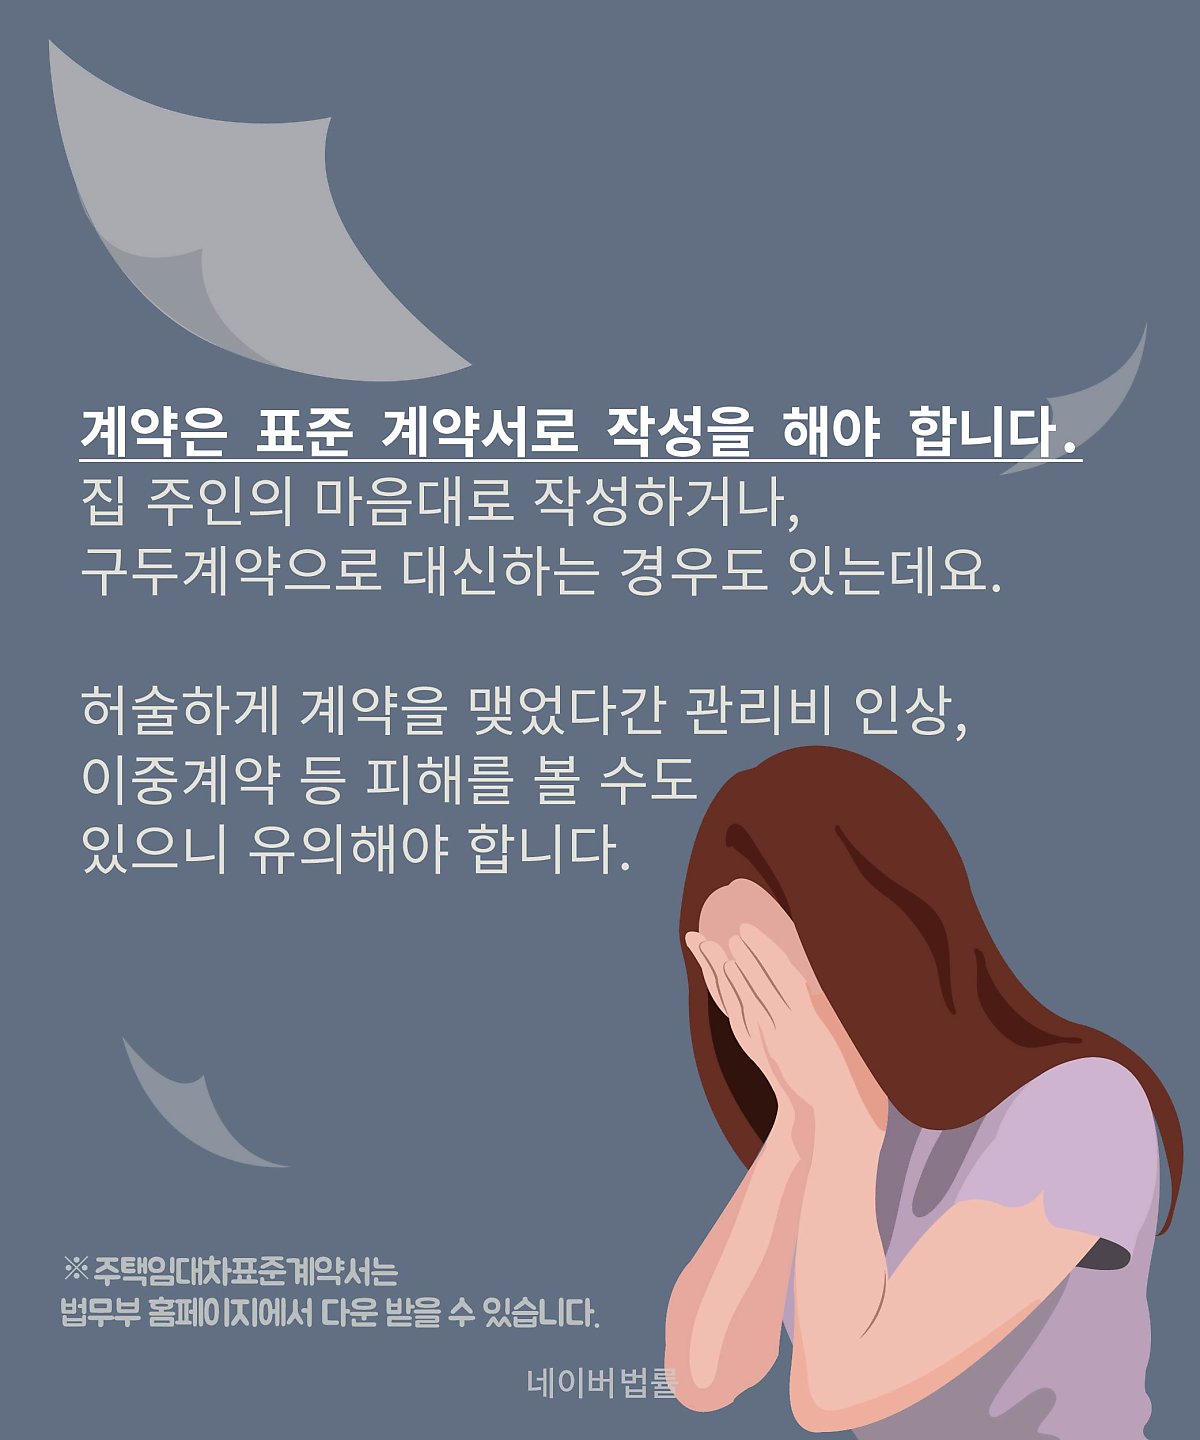 계약은 표준 계약서로 작성을 해야 합니다.
집 주인의 마음대로 작성하거나,
구두계약으로 대신하는 경우도 있는데요.
허술하게 계약을 맺었다간 관리비 인상,
이중계약 등 피해를 볼 수도
있으니 유의해야 합니다.
※ 주택임대차표준계약서는
법무부 홈페이지에서 다운 받을 수 있습니다.
네이버법률